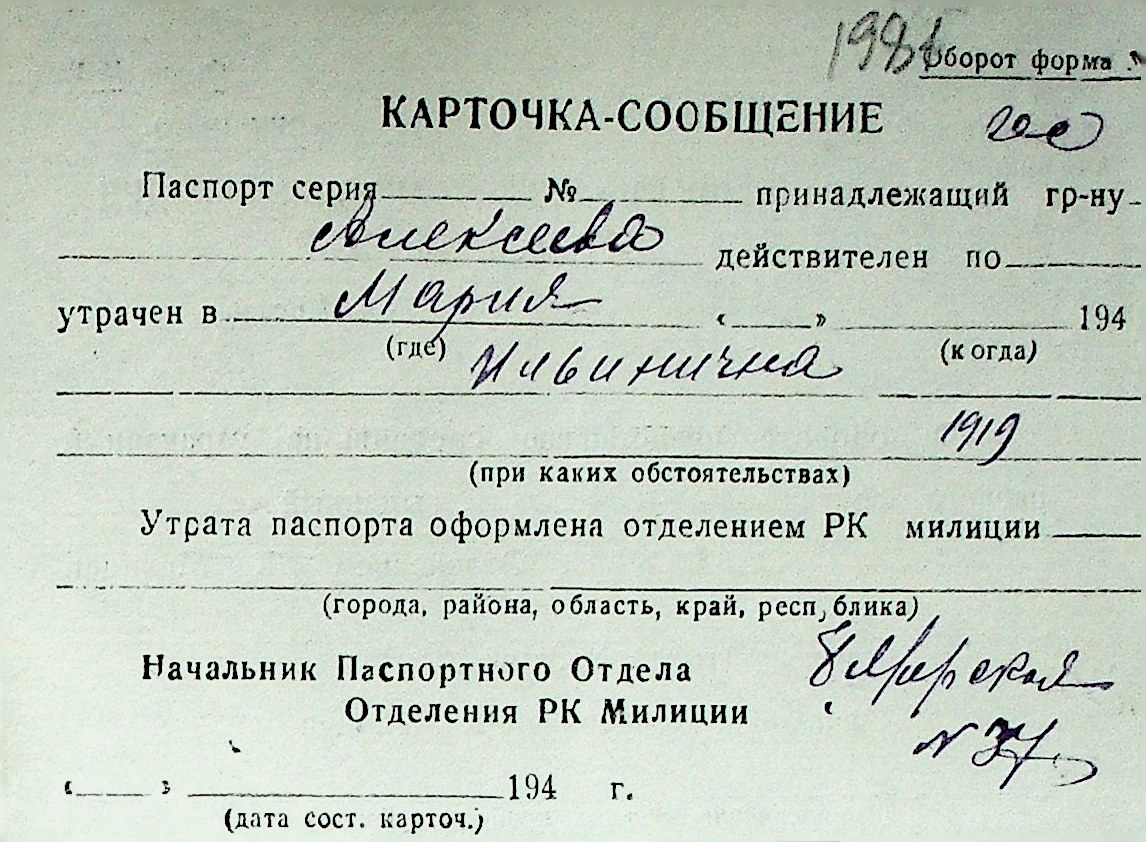 198
Оборот форма
КАРТОЧКА-СООБЩЕНИЕ
Паспорт серия № принадлежащий гр-ну
Алексеева действителен по
утрачен в Мария « » 194
(где) (когда)
Ильинична
1919
(при каких обстоятельствах)
Утрата паспорта оформлена отделением РК милиции
(города, района, область, край, республика)
Начальник Паспортного Отдела
Отделения РК Милиции
N 37
« » 194 г.
(дата сост. карточ.)